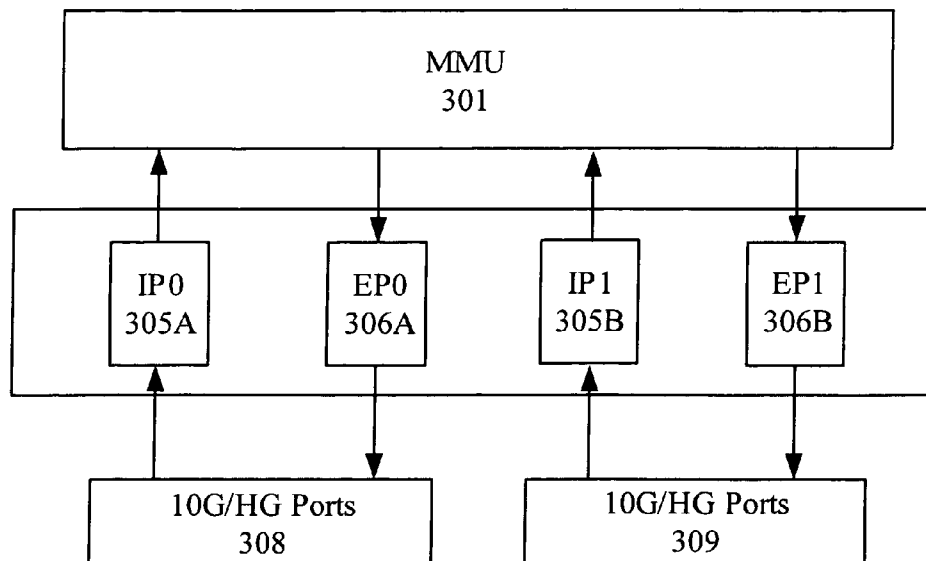 MMU
301
IP0
305A
EP0
306A
IP1
305B
EP1
306B
10G/HG Ports
308
10G/HG Ports
309